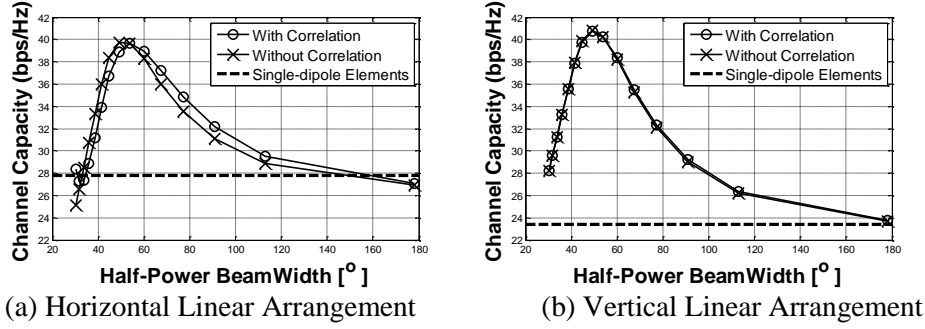 Channel Capacity (bps/Hz)
42
40
38
36
34
32
30
28
26
24
22
20 40 60 80 100 120 140 160 180
With Correlation
Without Correlation
Single-dipole Elements
Half-Power BeamWidth [o ]
(a) Horizontal Linear Arrangement
Channel Capacity (bps/Hz)
42
40
38
36
34
32
30
28
26
24
22
20 40 60 80 100 120 140 160 180
With Correlation
Without Correlation
Single-dipole Elements
Half-Power BeamWidth [o ]
(b) Vertical Linear Arrangement